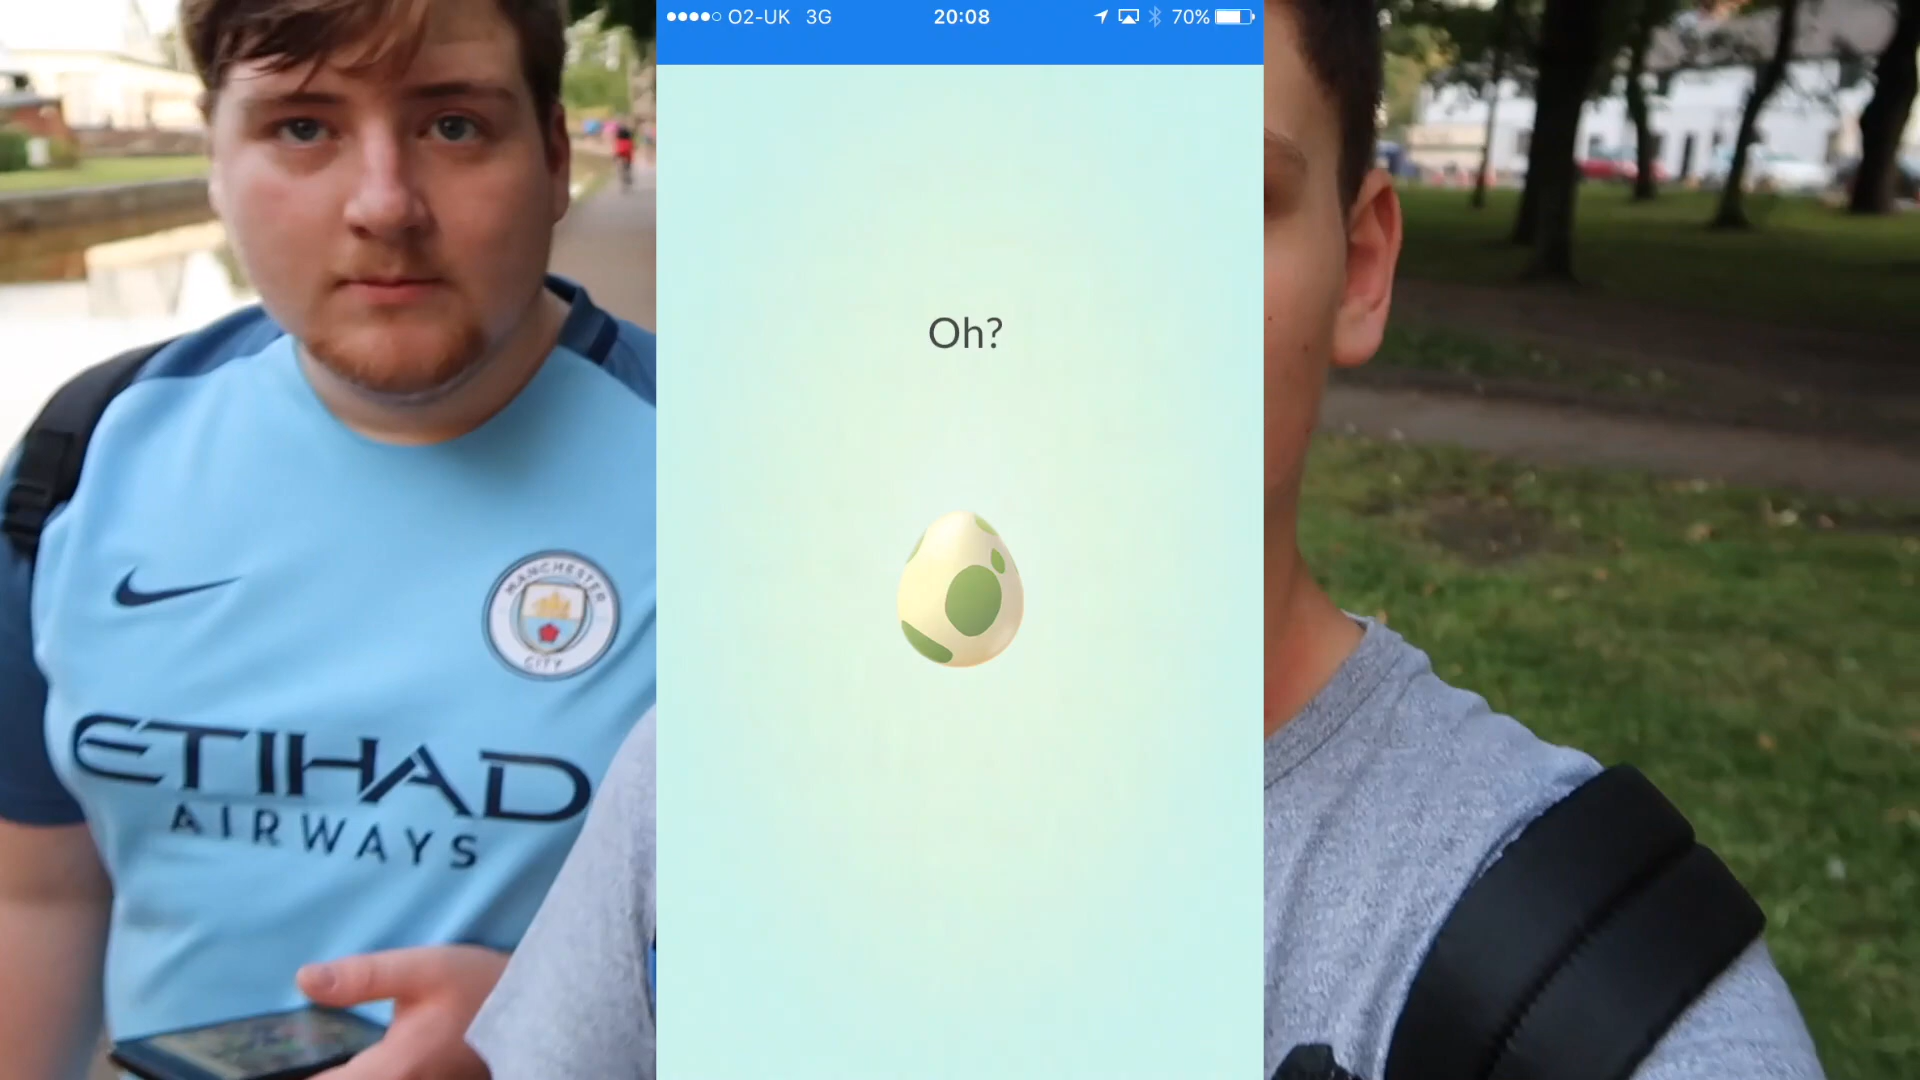 O2-UK 3G 20:08 70%
Oh?
MANCHESTER
CITY
ETIHAD
AIRWAYS